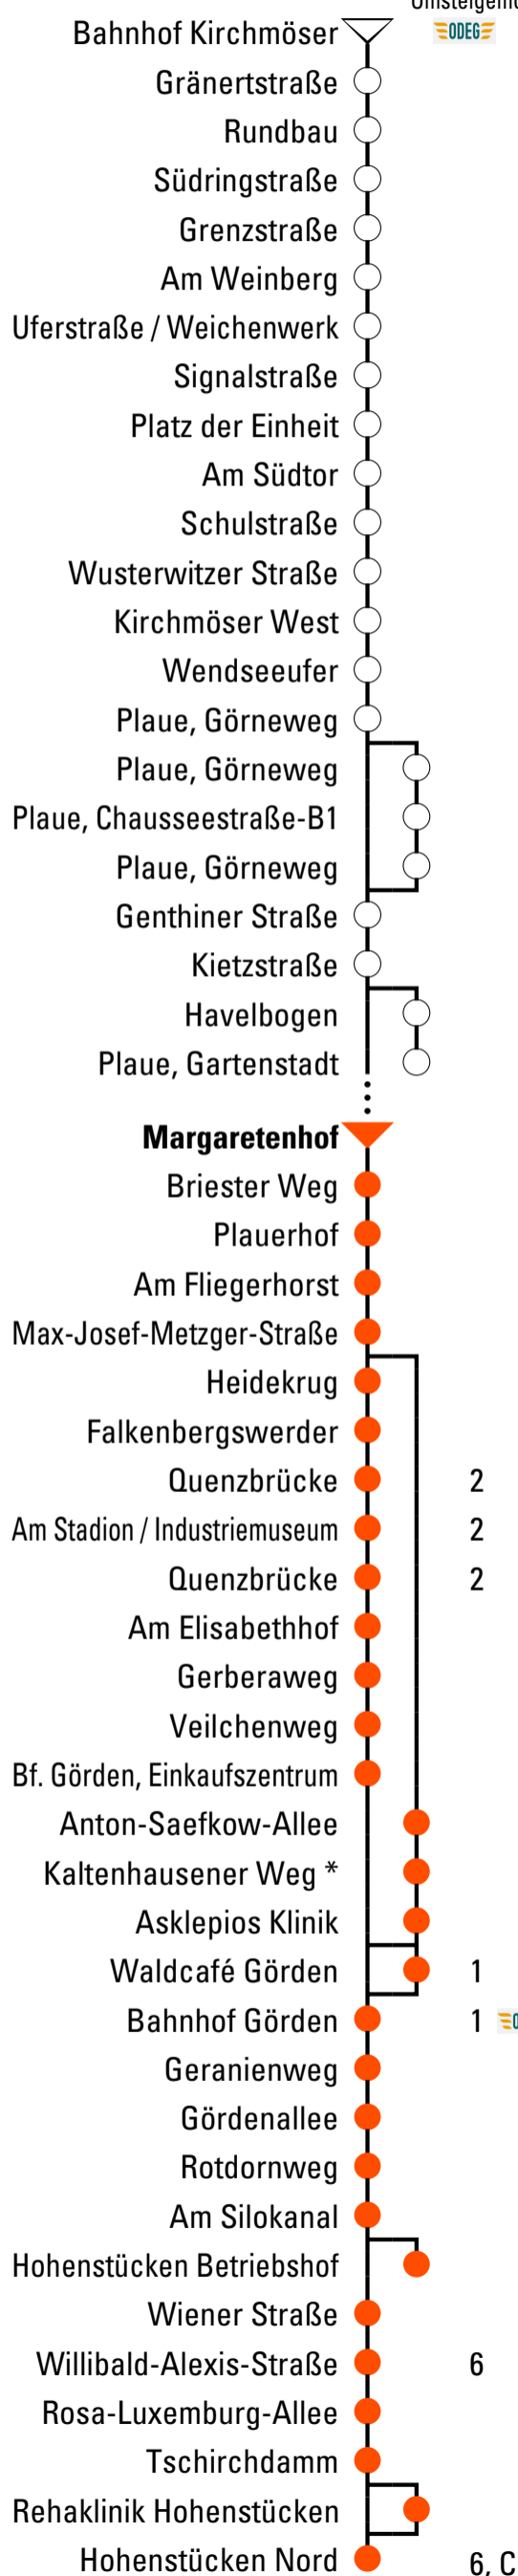 Bahnhof Kirchmöser
ODEG
Gränertstraße
Rundbau
Südringstraße
Grenzstraße
Am Weinberg
Uferstraße / Weichenwerk
Signalstraße
Platz der Einheit
Am Südtor
Schulstraße
Wusterwitzer Straße
Kirchmöser West
Wendseeufer
Plaue, Görneweg
Plaue, Görneweg
Plaue, Chausseestraße-B1
Plaue, Görneweg
Genthiner Straße
Kietzstraße
Havelbogen
Plaue, Gartenstadt
Margaretenhof
Briester Weg
Plauerhof
Am Fliegerhorst
Max-Josef-Metzger-Straße
Heidekrug
Falkenbergswerder
Quenzbrücke 2
Am Stadion / Industriemuseum 2
Quenzbrücke 2
Am Elisabethhof
Gerberaweg
Veilchenweg
Bf. Görden, Einkaufszentrum
Anton-Saefkow-Allee
Kaltenhausener Weg *
Asklepios Klinik
Waldcafé Görden 1
Bahnhof Görden 1
Geranienweg
Gördenallee
Rotdornweg
Am Silokanal
Hohenstücken Betriebshof
Wiener Straße
Willibald-Alexis-Straße 6
Rosa-Luxemburg-Allee
Tschirchdamm
Rehaklinik Hohenstücken
Hohenstücken Nord 6, C